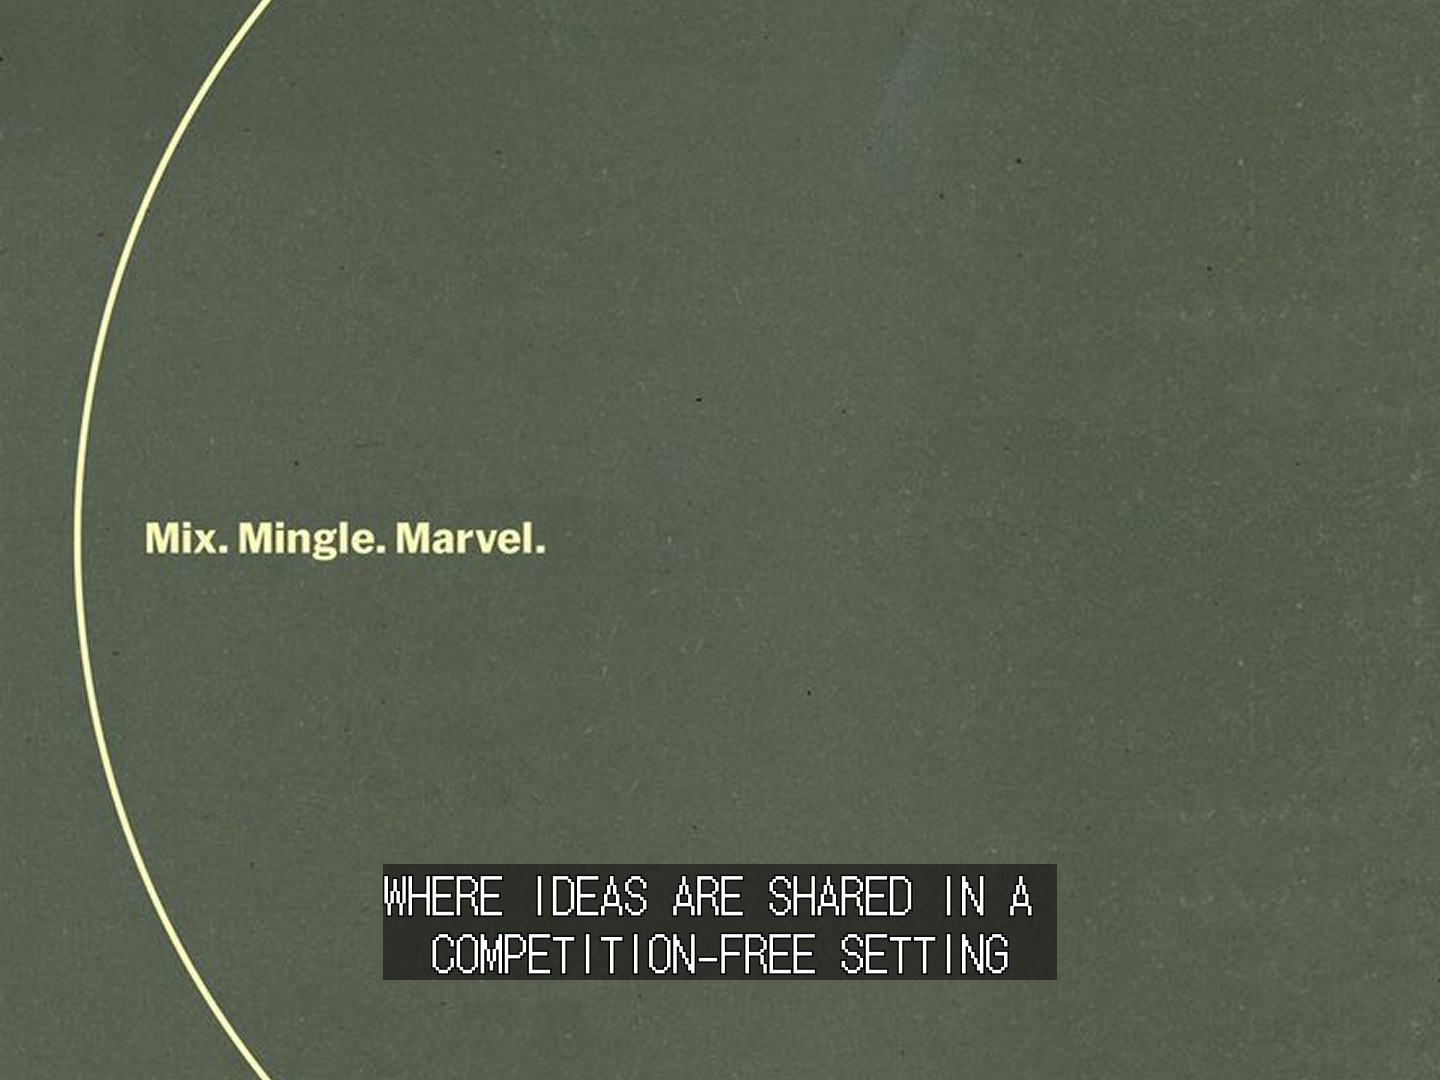 Mix. Mingle. Marvel.
WHERE IDEAS ARE SHARED IN A
COMPETITION-FREE SETTING